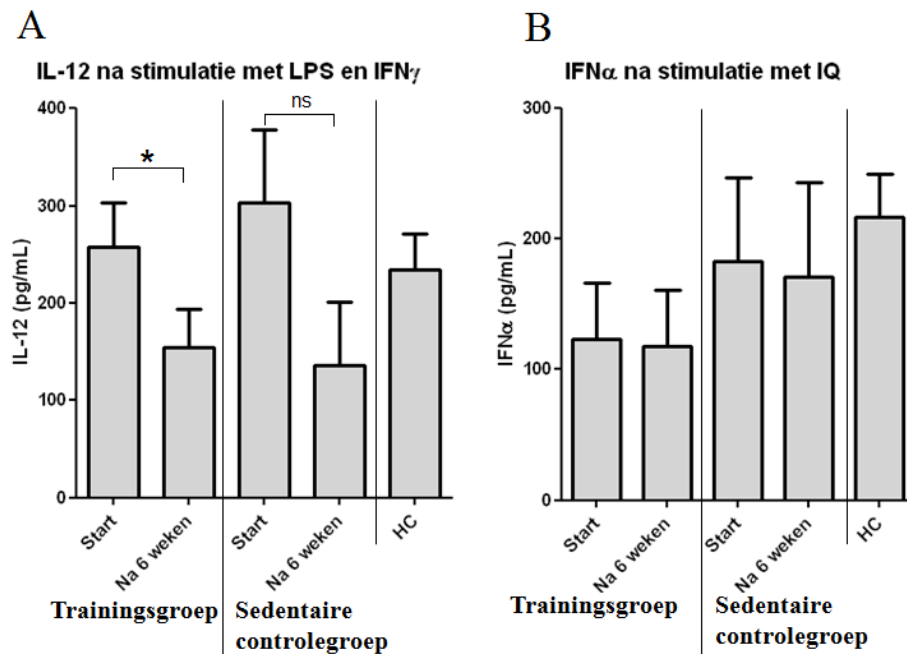 A
IL-12 na stimulatie met LPS en IFNγ
400
300
200
100
0
IL-12 (pg/mL)
*
ns
Start
Na 6 weken
Start
Na 6 weken
HC
Trainingsgroep
Sedentaire
controlegroep
B
IFNα na stimulatie met IQ
300
200
100
0
IFNα (pg/mL)
Start
Na 6 weken
Start
Na 6 weken
HC
Trainingsgroep
Sedentaire
controlegroep